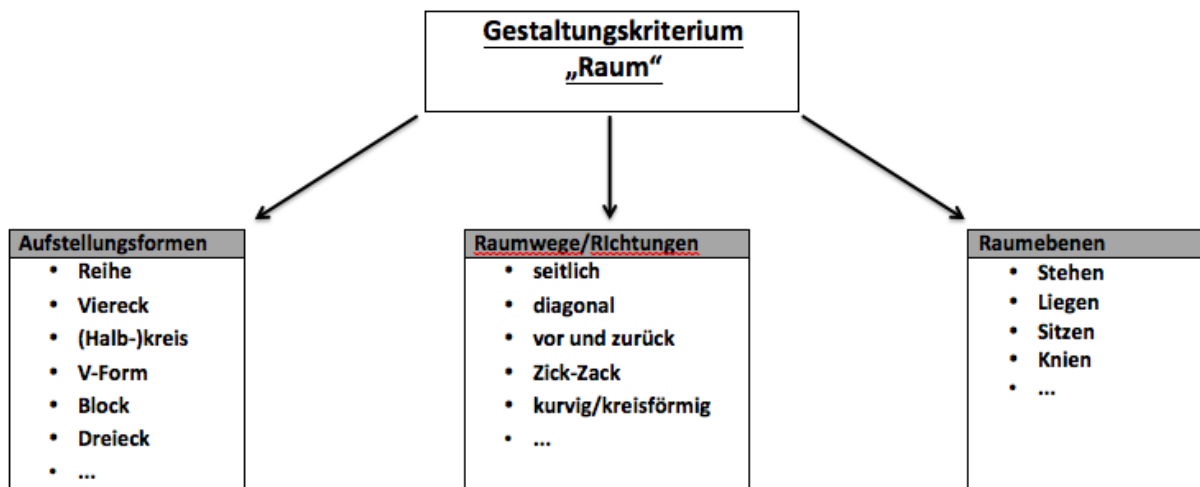 Gestaltungskriterium
„Raum“
Aufstellungsformen
• Reihe
• Viereck
• (Halb-)kreis
• V-Form
• Block
• Dreieck
• ...
Raumwege/RIchtungen
• seitlich
• diagonal
• vor und zurück
• Zick-Zack
• kurvig/kreisförmig
• ...
Raumebenen
• Stehen
• Liegen
• Sitzen
• Knien
• ...